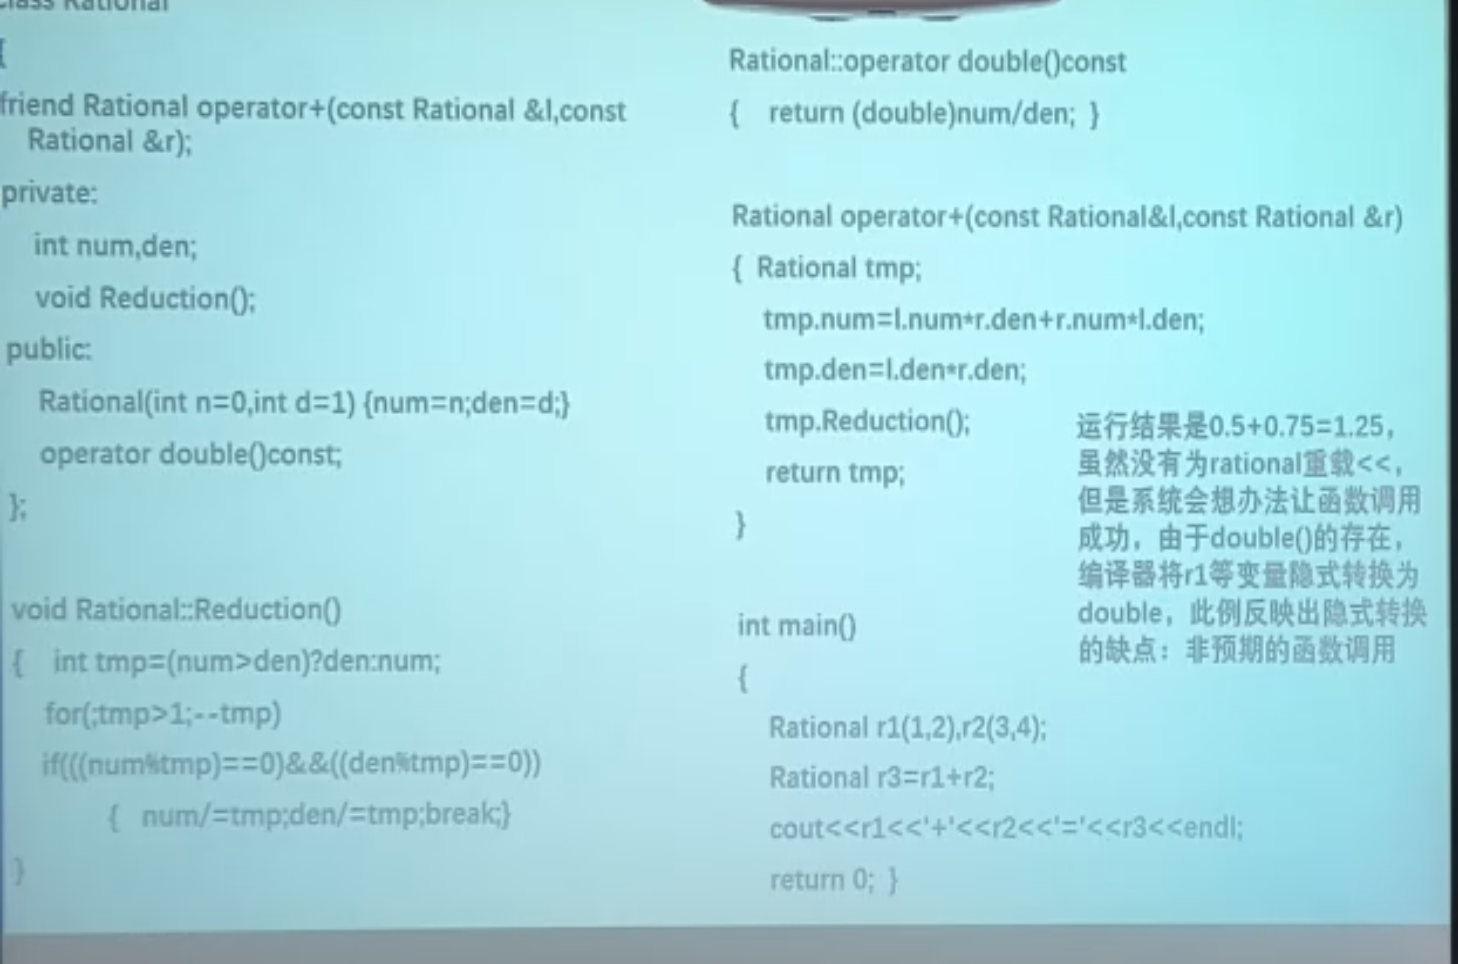 class Rational
{
friend Rational operator+(const Rational &l,const
Rational &r);
private:
int num,den;
void Reduction();
public:
Rational(int n=0,int d=1) {num=n;den=d;}
operator double()const;
};
void Rational::Reduction()
{ int tmp=(num>den)?den:num;
for(;tmp>1;--tmp)
if(((num%tmp)==0)&&((den%tmp)==0))
{ num/=tmp;den/=tmp;break;}
}
Rational::operator double()const
{ return (double)num/den; }
Rational operator+(const Rational&l,const Rational &r)
{ Rational tmp;
tmp.num=l.num*r.den+r.num*l.den;
tmp.den=l.den*r.den;
tmp.Reduction();
return tmp;
}
int main()
{
Rational r1(1,2),r2(3,4);
Rational r3=r1+r2;
cout<<r1<<'+'<<r2<<'='<<r3<<endl;
return 0; }
运行结果是0.5+0.75=1.25,
虽然没有为rational重载<<,
但是系统会想办法让函数调用
成功，由于double()的存在，
编译器将r1等变量隐式转换为
double，此例反映出隐式转换
的缺点：非预期的函数调用